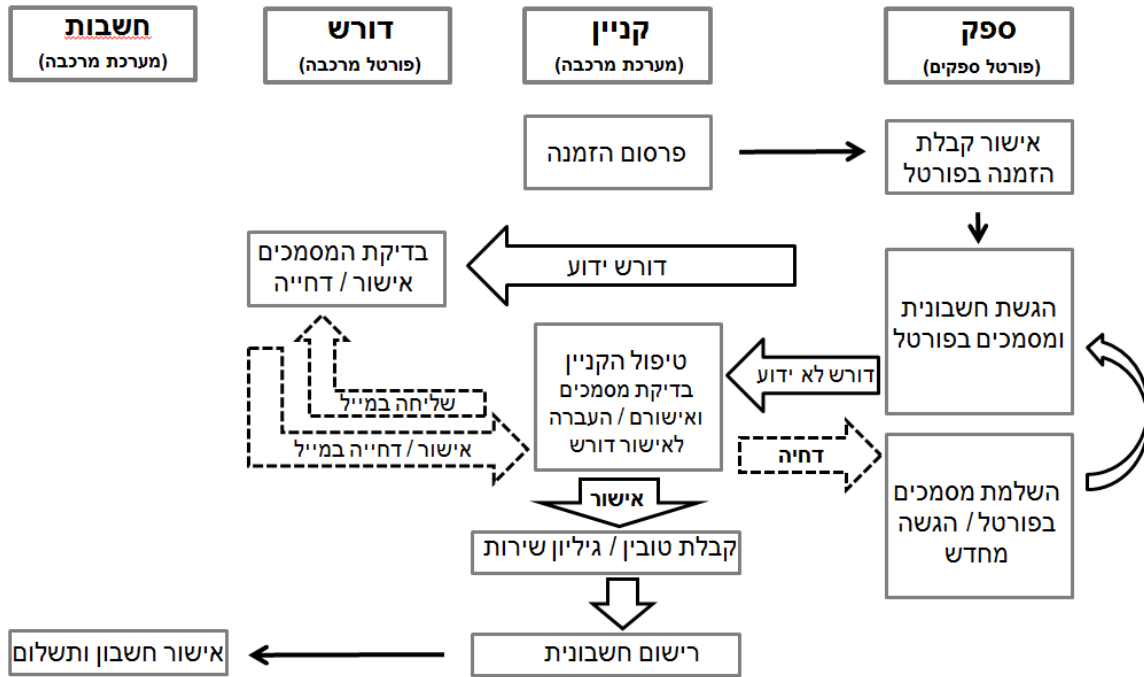 ספק
(פורטל ספקים)
קניין
(מערכת מרכבה)
דורש
(פורטל מרכבה)
חשבות
(מערכת מרכבה)
פרסום הזמנה
אישור קבלת
הזמנה בפורטל
הגשת חשבונית
ומסמכים בפורטל
דורש ידוע
בדיקת המסמכים
אישור / דחייה
דורש לא ידוע
טיפול הקניין
בדיקת מסמכים
ואישורם / העברה
לאישור דורש
שליחה במייל
אישור / דחייה במייל
דחיה
השלמת מסמכים
בפורטל / הגשה
מחדש
אישור
קבלת טובין / גיליון שירות
רישום חשבונית
אישור חשבון ותשלום